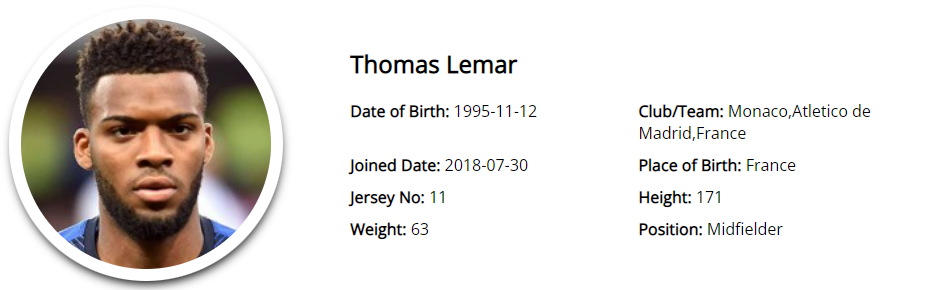 Thomas Lemar
Date of Birth: 1995-11-12
Club/Team: Monaco,Atletico de
Madrid,France
Joined Date: 2018-07-30
Place of Birth: France
Jersey No: 11
Height: 171
Weight: 63
Position: Midfielder